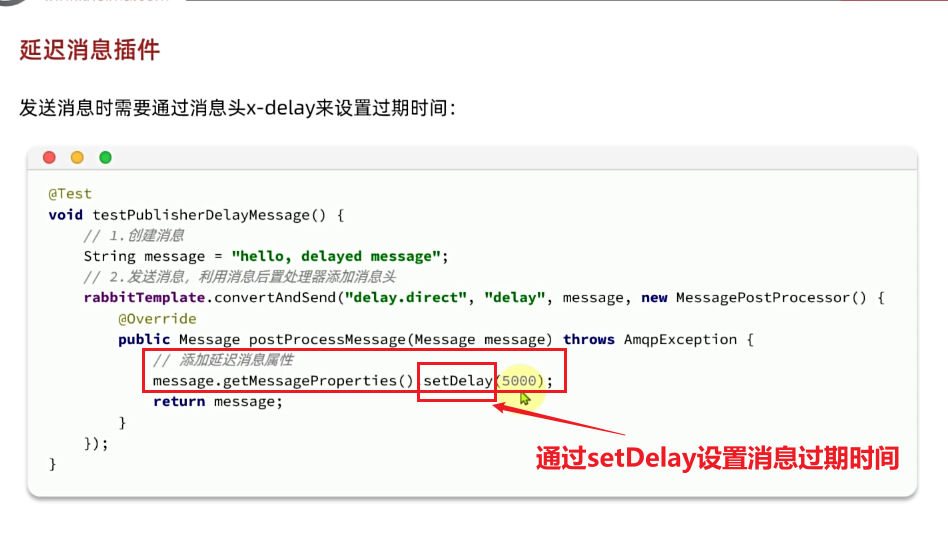 延迟消息插件
发送消息时需要通过消息头x-delay来设置过期时间：
@Test
void testPublisherDelayMessage() {
// 1.创建消息
String message = "hello, delayed message";
// 2.发送消息，利用消息后置处理器添加消息头
rabbitTemplate.convertAndSend("delay.direct", "delay", message, new MessagePostProcessor() {
@Override
public Message postProcessMessage(Message message) throws AmqpException {
// 添加延迟消息属性
message.getMessageProperties().setDelay(5000);
return message;
}
});
}
通过setDelay设置消息过期时间